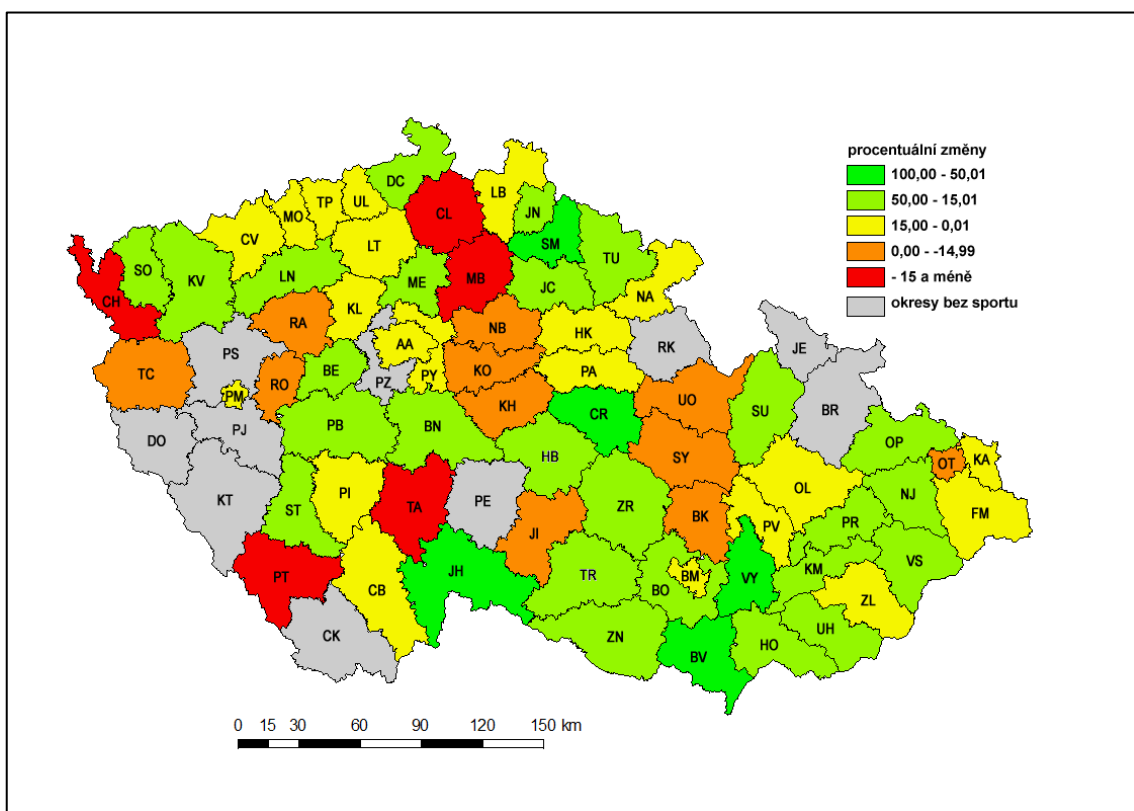 procentuální změny
100,00 - 50,01
50,00 - 15,01
15,00 - 0,01
0,00 - -14,99
- 15 a méně
okresy bez sportu
DC
LB
UL
TP
MO
CL
JN
CV
LT
SM
TU
SO
KV
LN
ME
MB
JC
CH
NA
KL
RA
NB
HK
AA
RK
JE
PS
TC
RO
BE
PZ
PY
KO
PA
PM
UO
BR
KH
CR
SU
DO
PJ
PB
BN
OP
HB
SY
KA
OT
KT
PI
TA
PE
OL
NJ
ST
ZR
BK
FM
JI
PV
PR
VS
PT
CB
JH
TR
BO
BM
VY
KM
ZL
CK
ZN
BV
HO
UH
0 15 30 60 90 120 150 km